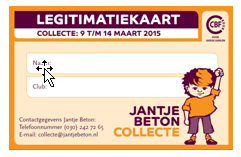 LEGITIMATIEKAART
COLLECTE: 9 T/M 14 MAART 2015
CBF
Naam:
Club:
Contactgegevens Jantje Beton:
Telefoonnummer (030) 242 72 65
E-mail: collecte@jantjebeton.nl
JANTJE
BETON
COLLECTE